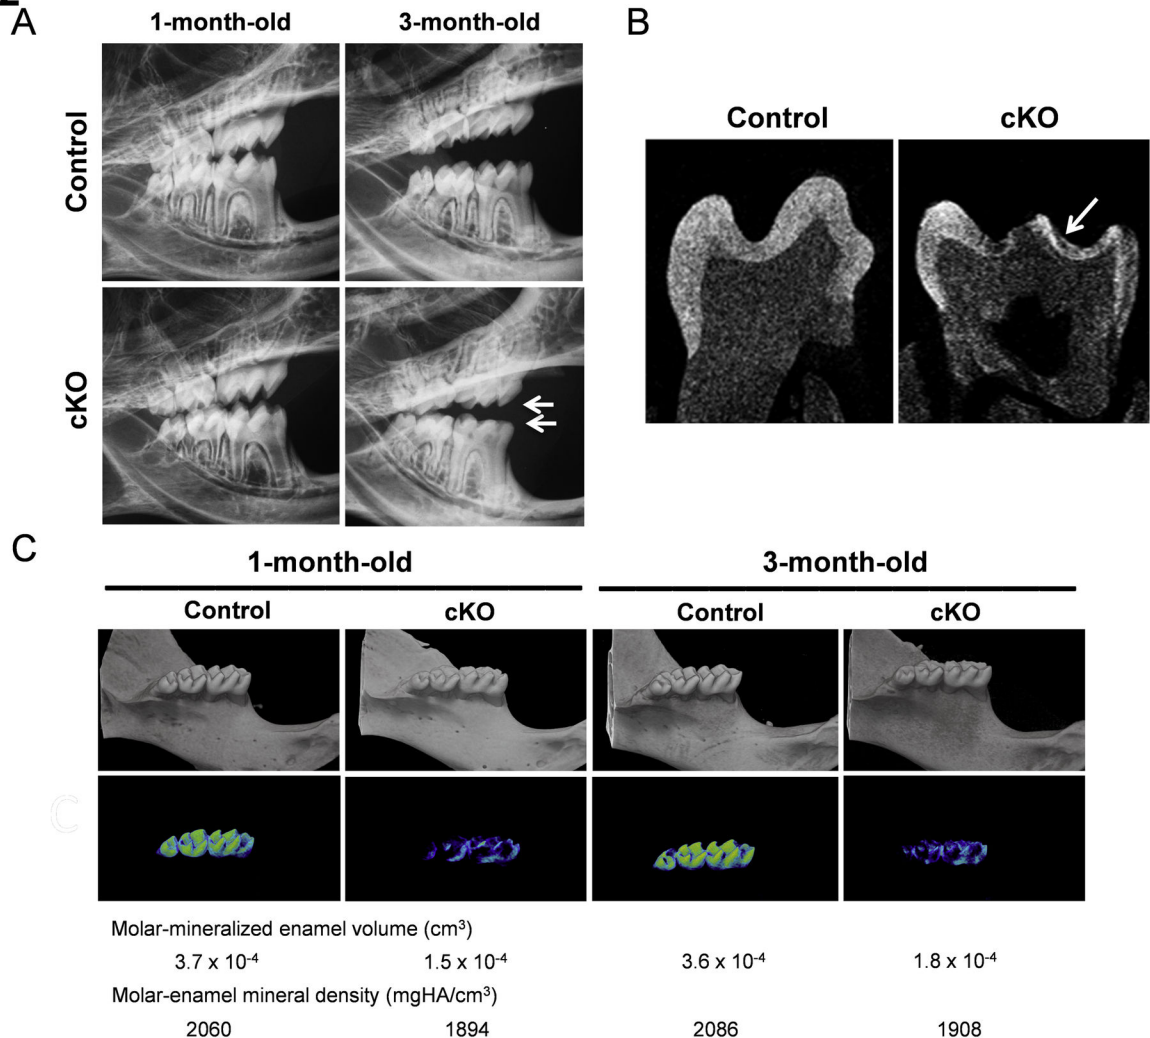 A
1-month-old
3-month-old
Control
cKO
B
Control
cKO
C
1-month-old
3-month-old
Control
cKO
Control
cKO
C
Molar-mineralized enamel volume (cm³)
3.7 x 10⁻⁴
1.5 x 10⁻⁴
3.6 x 10⁻⁴
1.8 x 10⁻⁴
Molar-enamel mineral density (mgHA/cm³)
2060
1894
2086
1908